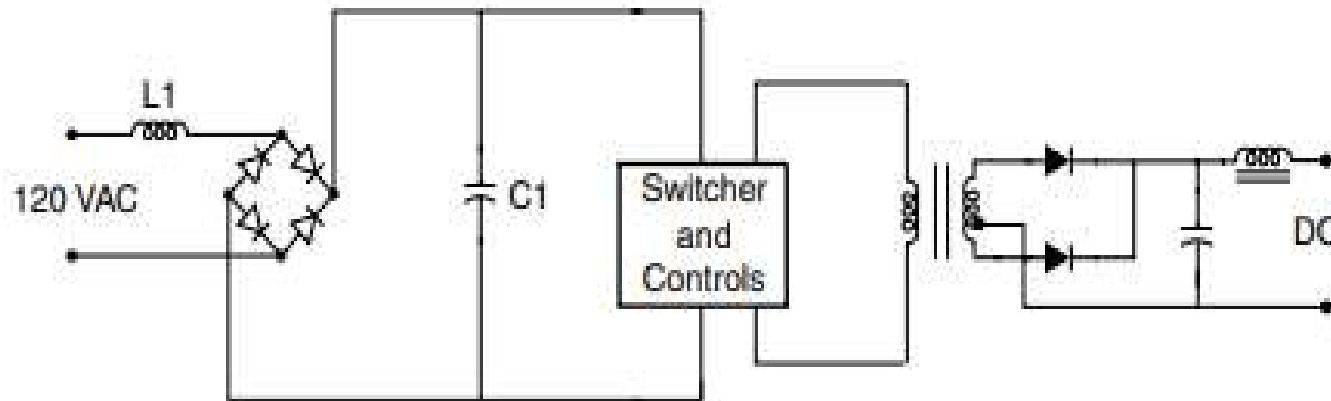 L1
120 VAC
C1
Switcher
and
Controls
DC